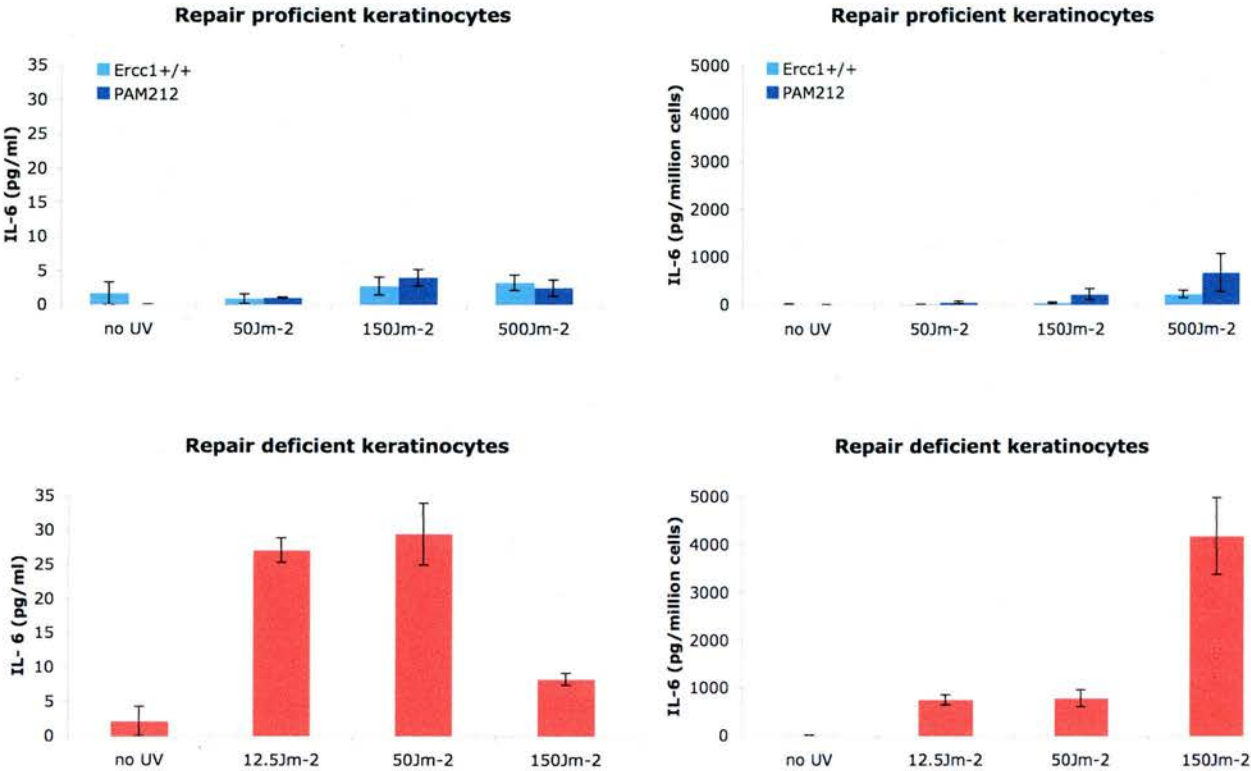 Repair proficient keratinocytes
IL-6 (pg/ml)
35
30
25
20
15
10
5
0
Ercc1+/+
PAM212
no UV
50Jm-2
150Jm-2
500Jm-2
Repair proficient keratinocytes
IL-6 (pg/million cells)
5000
4000
3000
2000
1000
0
Ercc1+/+
PAM212
no UV
50Jm-2
150Jm-2
500Jm-2
Repair deficient keratinocytes
IL- 6 (pg/ml)
35
30
25
20
15
10
5
0
no UV
12.5Jm-2
50Jm-2
150Jm-2
Repair deficient keratinocytes
IL-6 (pg/million cells)
5000
4000
3000
2000
1000
0
no UV
12.5Jm-2
50Jm-2
150Jm-2